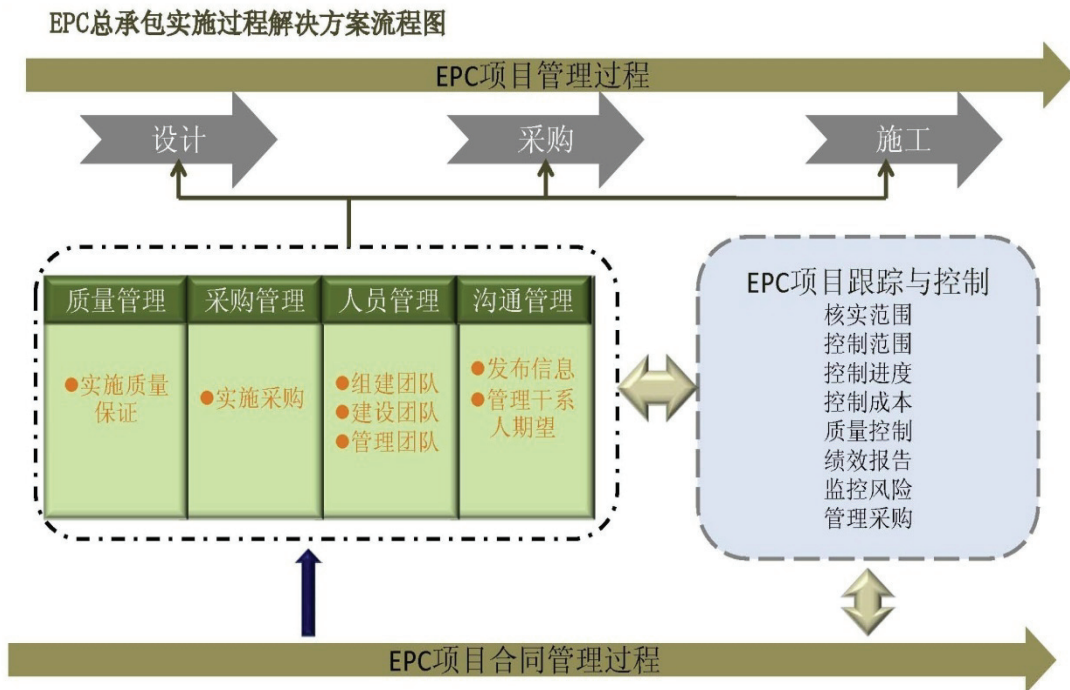 EPC总承包实施过程解决方案流程图
EPC项目管理过程
设计
采购
施工
质量管理
●实施质量
保证
采购管理
●实施采购
人员管理
●组建团队
●建设团队
●管理团队
沟通管理
●发布信息
●管理干系
人期望
EPC项目跟踪与控制
核实范围
控制范围
控制进度
控制成本
质量控制
绩效报告
监控风险
管理采购
EPC项目合同管理过程